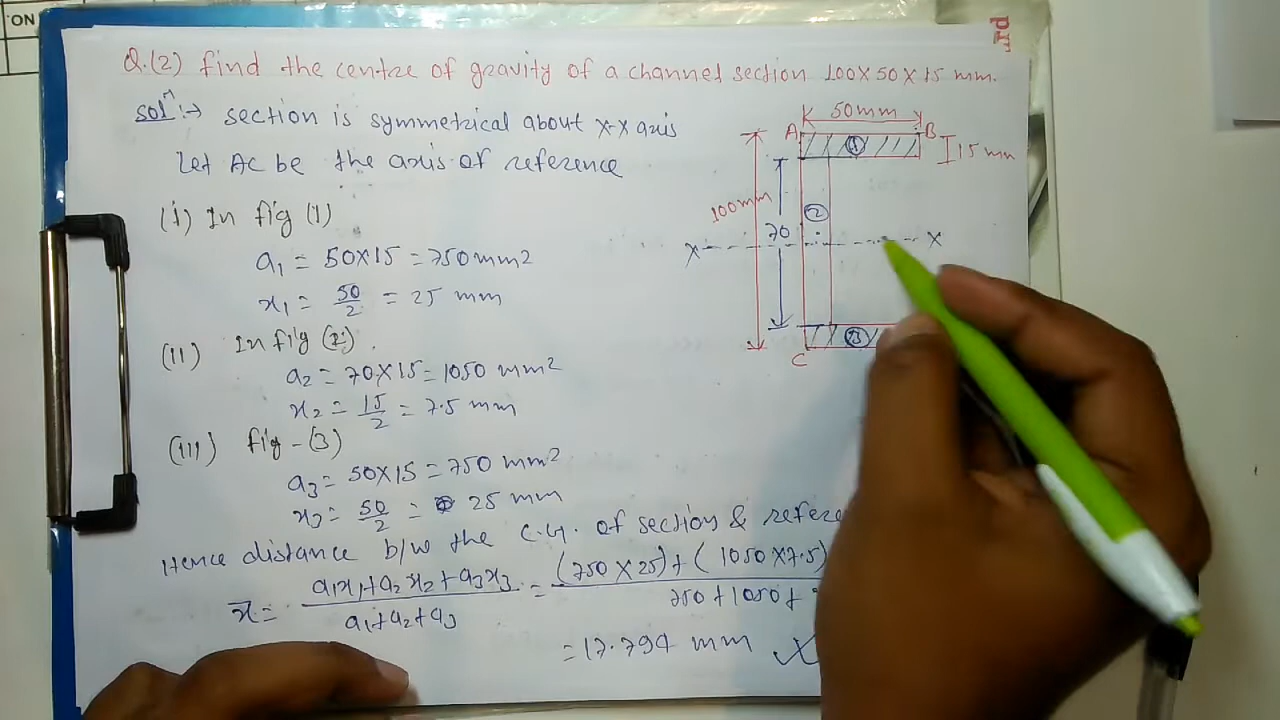 ON
Q.(2) find the centre of gravity of a channel section 100×50×15 mm.
Solⁿ:→ section is symmetrical about x-x axis
Let AC be the axis of reference
(i) In fig (1)
a₁ = 50×15 = 750 mm²
x₁ = 50/2 = 25 mm
(II) In fig (2).
a₂ = 70×15 = 1050 mm²
x₂ = 15/2 = 7.5 mm
(III) fig-(3)
a₃ = 50×15 = 750 mm²
x₃ = 50/2 = 25 mm
Hence distance b/w the C.G. of section & refere
x̄ = a₁x₁+a₂x₂+a₃x₃ / a₁+a₂+a₃ = (750×25)+(1050×7.5) / 750+1050+
= 17.794 mm
50mm
A B
① 15 mm
100mm
②
70
X X
③
C